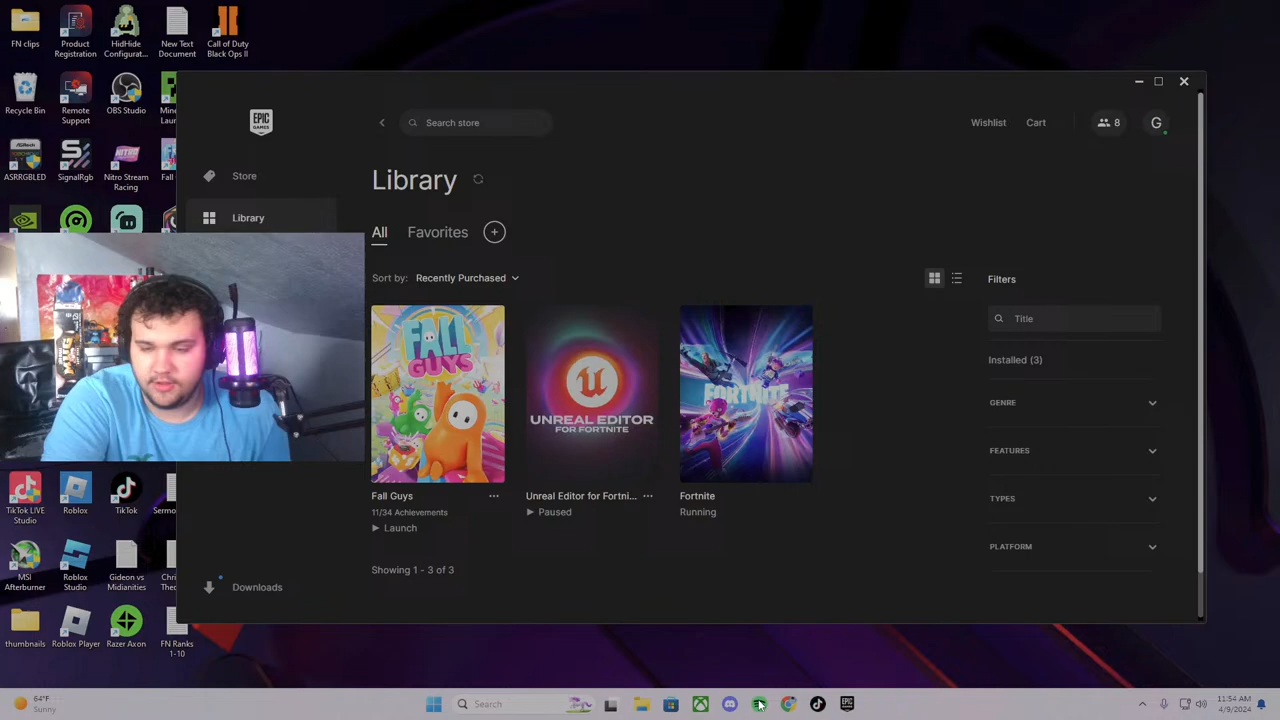 FN clips
Product
Registration
HidHide
Configurat...
New Text
Document
Call of Duty
Black Ops II
Recycle Bin
Remote
Support
OBS Studio
ASRRGBLED
SignalRgb
Nitro Stream
Racing
EPIC
GAMES
Search store
Wishlist
Cart
8
G
Store
Library
Library
All
Favorites
Sort by:
Recently Purchased
Filters
Title
Installed (3)
GENRE
FEATURES
TYPES
PLATFORM
FALL
GUYS
UNREAL EDITOR
FOR FORTNITE
FORTNITE
Fall Guys
11/34 Achievements
Launch
Unreal Editor for Fortni...
Paused
Fortnite
Running
Showing 1 - 3 of 3
Downloads
TikTok LIVE
Studio
Roblox
TikTok
MSI
Afterburner
Roblox
Studio
Gideon vs
Midianities
thumbnails
Roblox Player
Razer Axon
FN Ranks
1-10
64°F
Sunny
Search
EPIC
11:54 AM
4/9/2024